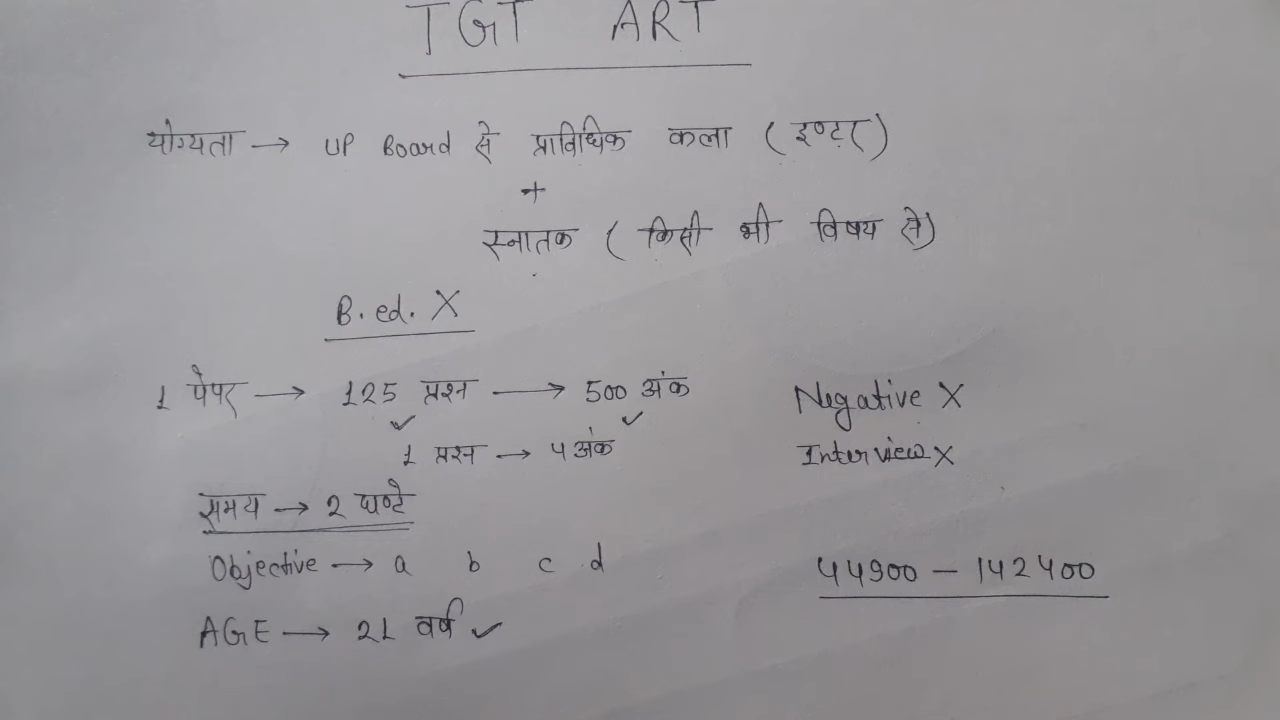 TGT ART
योग्यता → UP Board से प्राविधिक कला (इण्टर)
+
स्नातक (किसी भी विषय से)
B.ed. X
1 पेपर → 125 प्रश्न → 500 अंक Negative X
1 प्रश्न → 4 अंक Interview X
समय → 2 घण्टे
Objective → a b c d 44900 – 142400
AGE → 21 वर्ष ✓